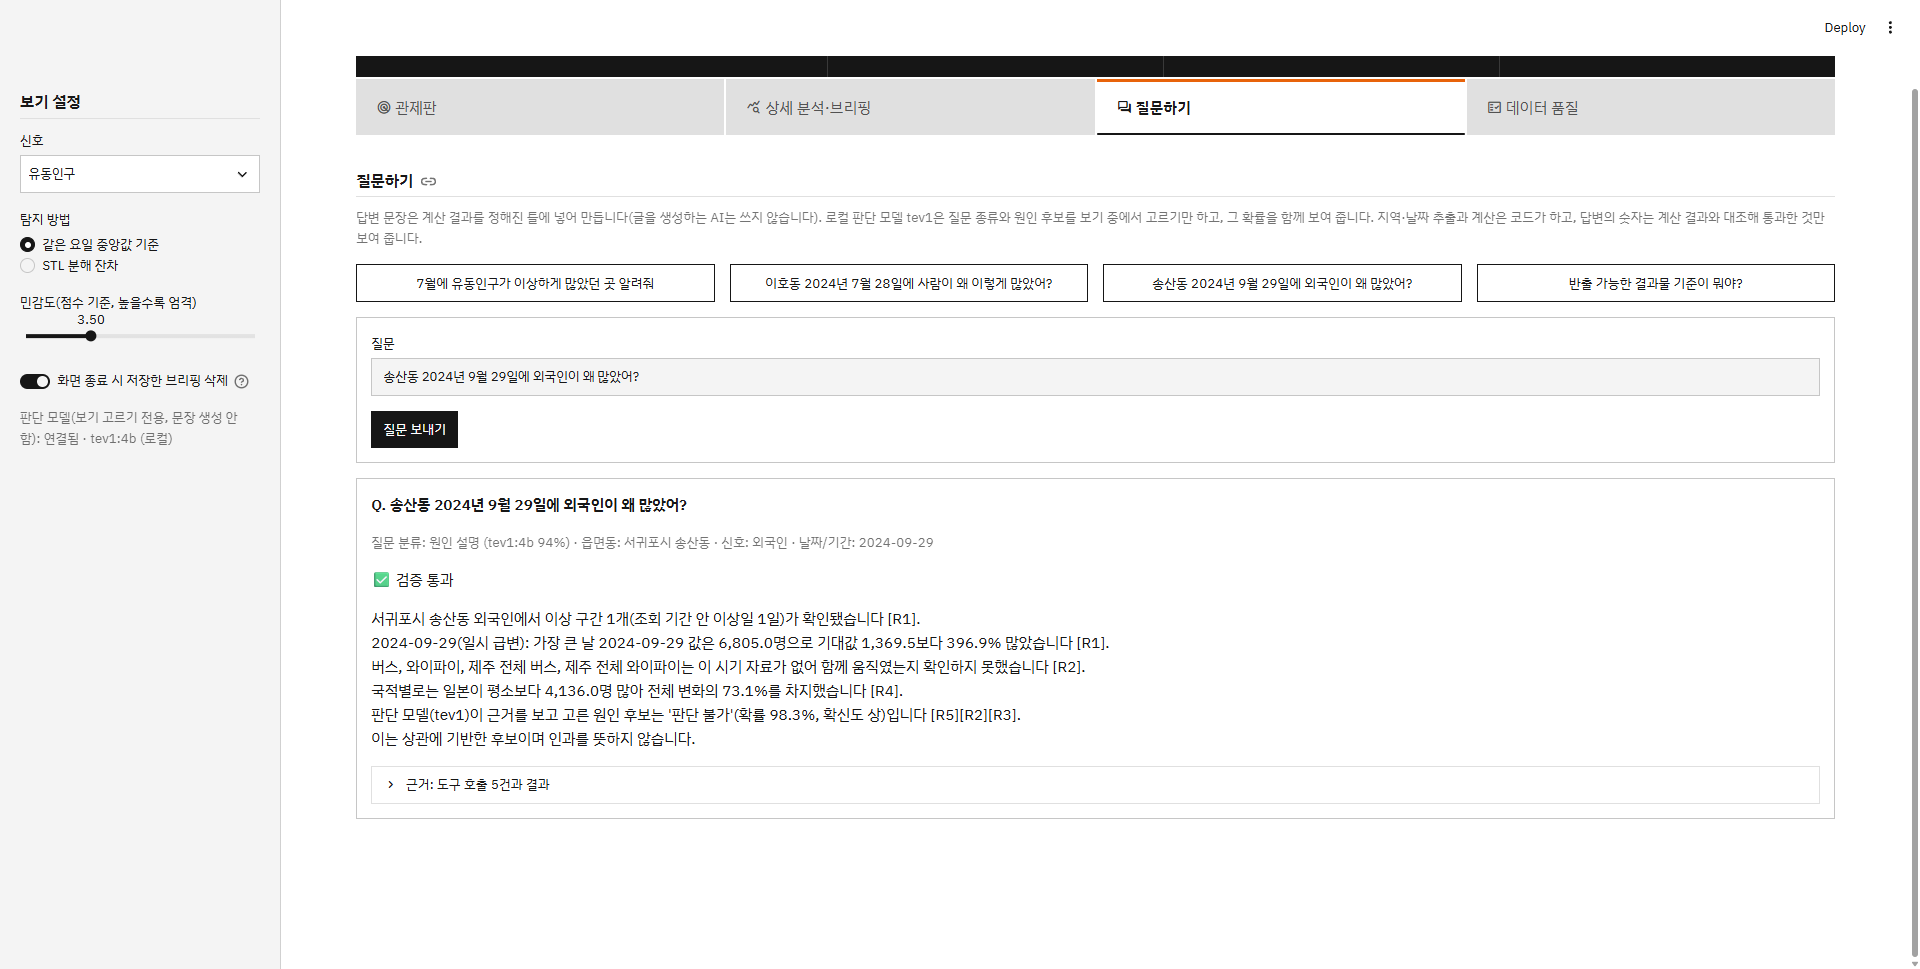 Deploy
보기 설정
신호
유동인구
탐지 방법
같은 요일 중앙값 기준
STL 분해 잔차
민감도(점수 기준, 높을수록 엄격)
3.50
화면 종료 시 저장한 브리핑 삭제
판단 모델(보기 고르기 전용, 문장 생성 안
함): 연결됨 · tev1:4b (로컬)
관제판
상세 분석·브리핑
질문하기
데이터 품질
질문하기
답변 문장은 계산 결과를 정해진 틀에 넣어 만듭니다(글을 생성하는 AI는 쓰지 않습니다). 로컬 판단 모델 tev1은 질문 종류와 원인 후보를 보기 중에서 고르기만 하고, 그 확률을 함께 보여 줍니다. 지역·날짜 추출과 계산은 코드가 하고, 답변의 숫자는 계산 결과와 대조해 통과한 것만
보여 줍니다.
7월에 유동인구가 이상하게 많았던 곳 알려줘
이호동 2024년 7월 28일에 사람이 왜 이렇게 많았어?
송산동 2024년 9월 29일에 외국인이 왜 많았어?
반출 가능한 결과물 기준이 뭐야?
질문
송산동 2024년 9월 29일에 외국인이 왜 많았어?
질문 보내기
Q. 송산동 2024년 9월 29일에 외국인이 왜 많았어?
질문 분류: 원인 설명 (tev1:4b 94%) · 읍면동: 서귀포시 송산동 · 신호: 외국인 · 날짜/기간: 2024-09-29
✅ 검증 통과
서귀포시 송산동 외국인에서 이상 구간 1개(조회 기간 안 이상일 1일)가 확인됐습니다 [R1].
2024-09-29(일시 급변): 가장 큰 날 2024-09-29 값은 6,805.0명으로 기대값 1,369.5보다 396.9% 많았습니다 [R1].
버스, 와이파이, 제주 전체 버스, 제주 전체 와이파이는 이 시기 자료가 없어 함께 움직였는지 확인하지 못했습니다 [R2].
국적별로는 일본이 평소보다 4,136.0명 많아 전체 변화의 73.1%를 차지했습니다 [R4].
판단 모델(tev1)이 근거를 보고 고른 원인 후보는 '판단 불가'(확률 98.3%, 확신도 상)입니다 [R5][R2][R3].
이는 상관에 기반한 후보이며 인과를 뜻하지 않습니다.
근거: 도구 호출 5건과 결과